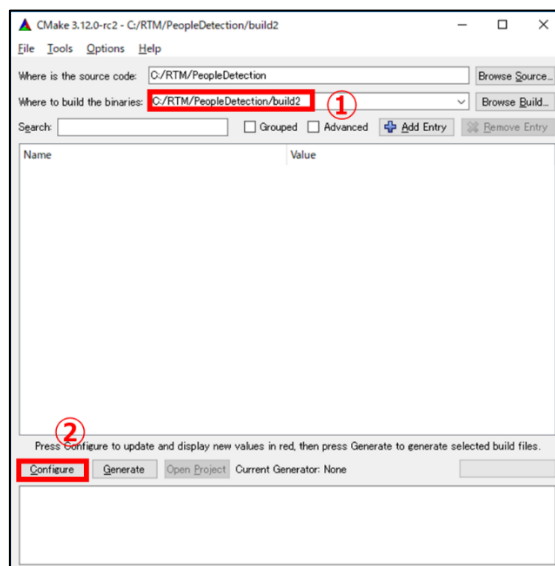 CMake 3.12.0-rc2 - C:/RTM/PeopleDetection/build2
File Tools Options Help
Where is the source code: C:/RTM/PeopleDetection Browse Source...
Where to build the binaries: C:/RTM/PeopleDetection/build2 ① Browse Build...
Search: Grouped Advanced Add Entry Remove Entry
Name Value
②
Press Configure to update and display new values in red, then press Generate to generate selected build files.
Configure Generate Open Project Current Generator: None